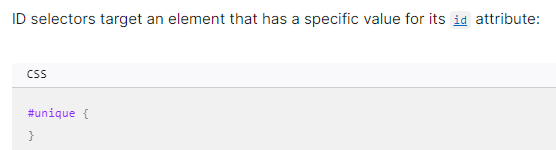 ID selectors target an element that has a specific value for its id attribute:
CSS
#unique {
}